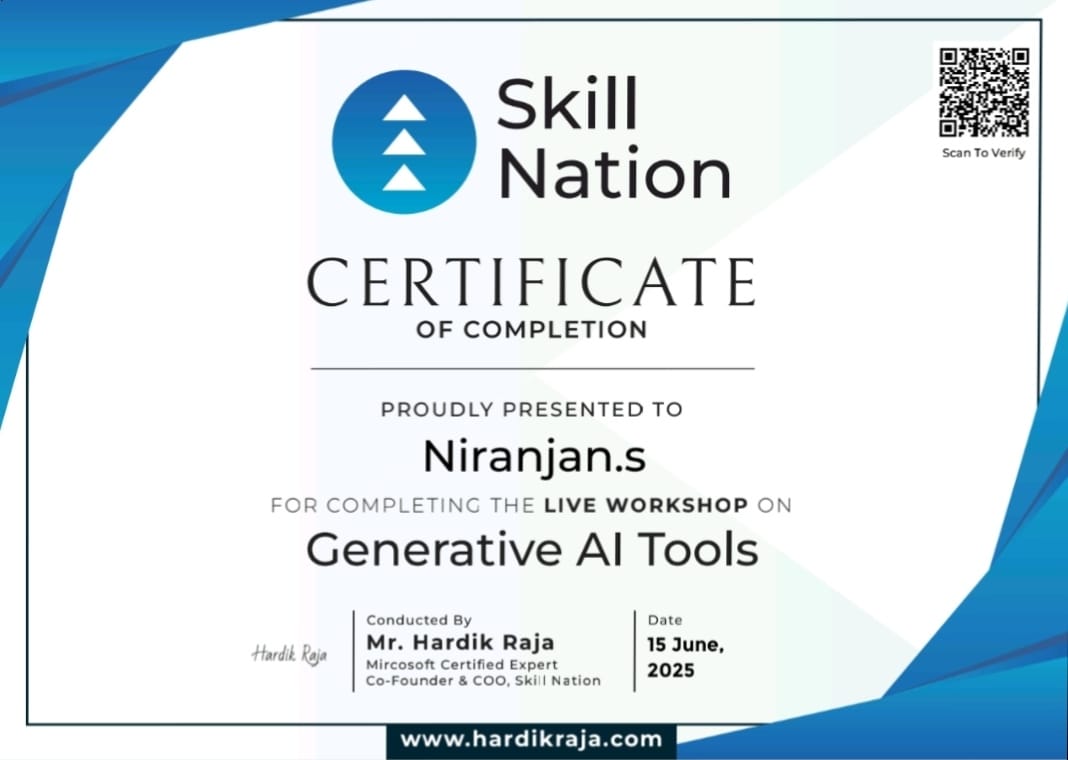 Skill
Nation
Scan To Verify
CERTIFICATE
OF COMPLETION
PROUDLY PRESENTED TO
Niranjan.s
FOR COMPLETING THE LIVE WORKSHOP ON
Generative AI Tools
Hardik Raja
Conducted By
Mr. Hardik Raja
Mircosoft Certified Expert
Co-Founder & COO, Skill Nation
Date
15 June,
2025
www.hardikraja.com